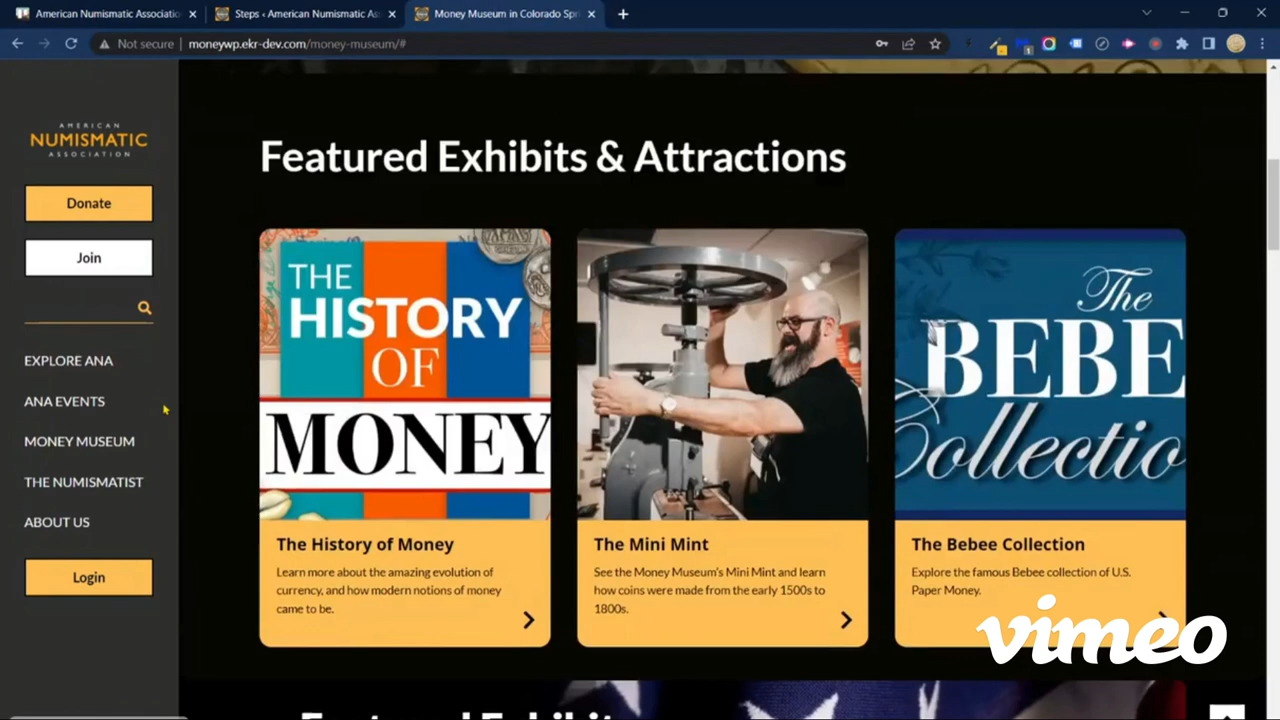 American Numismatic Associatio
Steps ‹ American Numismatic As
Money Museum in Colorado Spri
Not secure | moneywp.ekr-dev.com/money-museum/#
AMERICAN
NUMISMATIC
ASSOCIATION
Donate
Join
EXPLORE ANA
ANA EVENTS
MONEY MUSEUM
THE NUMISMATIST
ABOUT US
Login
Featured Exhibits & Attractions
THE
HISTORY
OF
MONEY
The History of Money
Learn more about the amazing evolution of
currency, and how modern notions of money
came to be.
The Mini Mint
See the Money Museum's Mini Mint and learn
how coins were made from the early 1500s to
1800s.
The
BEBE
Collectio
The Bebee Collection
Explore the famous Bebee collection of U.S.
Paper Money.
vimeo
Featured Exhibit